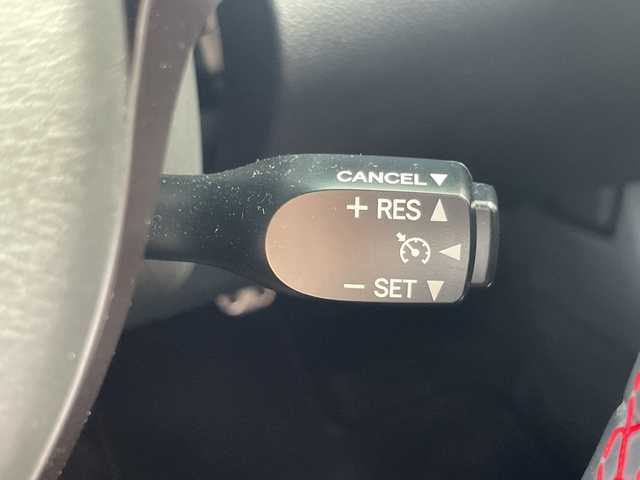 CANCEL ▼
+ RES ▲
◀
− SET ▼